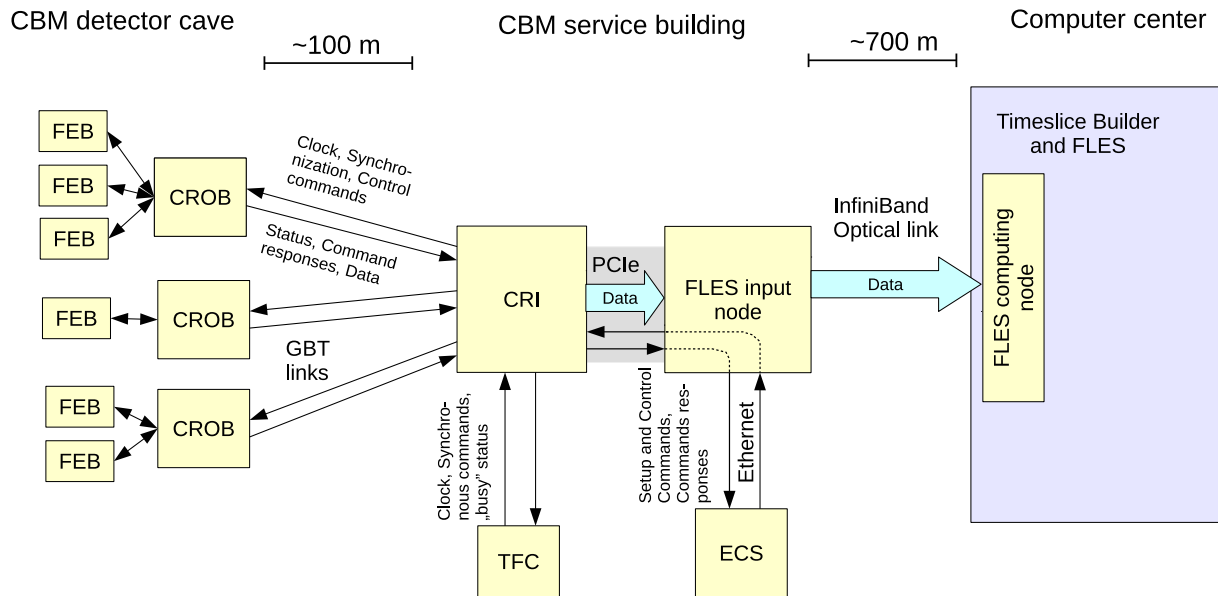 CBM detector cave
CBM service building
Computer center
~100 m
~700 m
FEB
FEB
FEB
CROB
Clock, Synchro-
nization, Control
commands
Status, Command
responses, Data
FEB
CROB
GBT
links
FEB
FEB
CROB
CRI
PCIe
Data
FLES input
node
InfiniBand
Optical link
Data
Timeslice Builder
and FLES
FLES computing
node
Clock, Synchro-
nous commands,
„busy” status
TFC
Setup and Control
Commands,
Commands res-
ponses
Ethernet
ECS